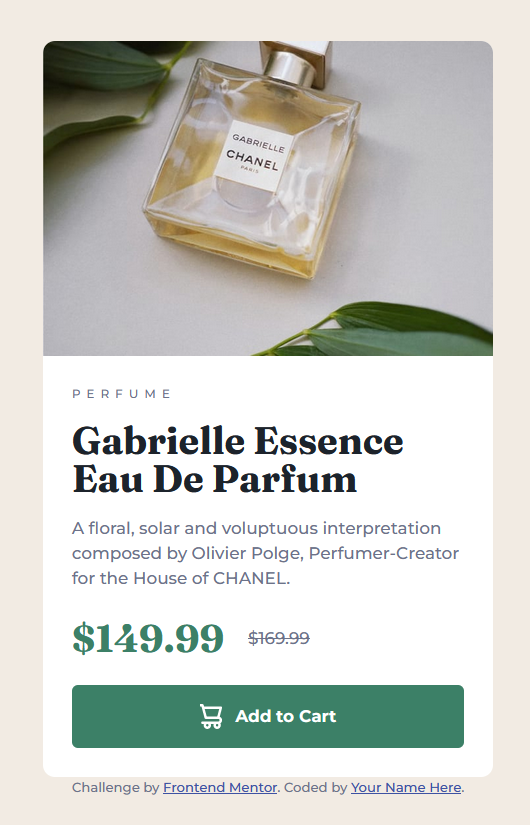 GABRIELLE
CHANEL
PARIS
PERFUME
Gabrielle Essence
Eau De Parfum
A floral, solar and voluptuous interpretation
composed by Olivier Polge, Perfumer-Creator
for the House of CHANEL.
$149.99 $169.99
Add to Cart
Challenge by Frontend Mentor. Coded by Your Name Here.